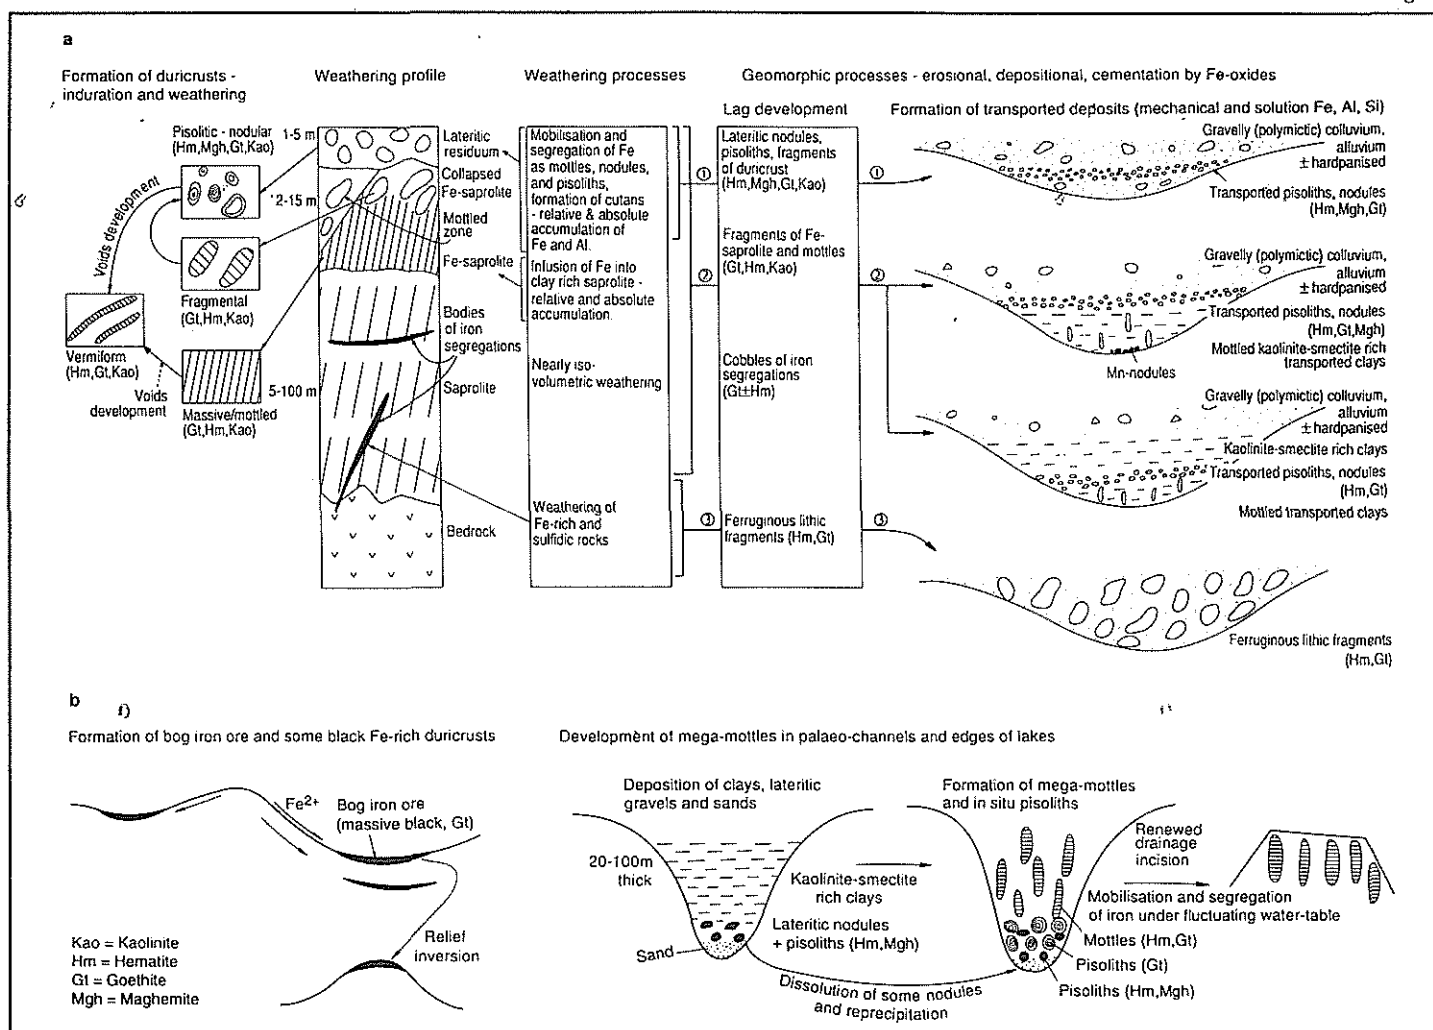 a
Formation of duricrusts -
induration and weathering
Weathering profile
Weathering processes
Geomorphic processes - erosional, depositional, cementation by Fe-oxides
Lag development
Formation of transported deposits (mechanical and solution Fe, Al, Si)
Pisolitic - nodular
(Hm,Mgh,Gt,Kao)
Voids development
Fragmental
(Gt,Hm,Kao)
Vermiform
(Hm,Gt,Kao)
Voids
development
Massive/mottled
(Gt,Hm,Kao)
1-5 m
2-15 m
5-100 m
Lateritic
residuum
Collapsed
Fe-saprolite
Mottled
zone
Fe-saprolite
Bodies
of iron
segregations
Saprolite
Bedrock
Mobilisation and
segregation of Fe
as mottles, nodules,
and pisoliths,
formation of cutans
- relative & absolute
accumulation of
Fe and Al.
Infusion of Fe into
clay rich saprolite -
relative and absolute
accumulation.
Nearly iso-
volumetric weathering
Weathering of
Fe-rich and
sulfidic rocks
1
2
3
Lateritic nodules,
pisoliths, fragments
of duricrust
(Hm,Mgh,Gt,Kao)
Fragments of Fe-
saprolite and mottles
(Gt,Hm,Kao)
Cobbles of iron
segregations
(Gt±Hm)
Ferruginous lithic
fragments (Hm,Gt)
1
2
3
Gravelly (polymictic) colluvium,
alluvium
± hardpanised
Transported pisoliths, nodules
(Hm,Mgh,Gt)
Gravelly (polymictic) colluvium,
alluvium
± hardpanised
Transported pisoliths, nodules
(Hm,Gt,Mgh)
Mottled kaolinite-smectite rich
transported clays
Mn-nodules
Gravelly (polymictic) colluvium,
alluvium
± hardpanised
Kaolinite-smectite rich clays
Transported pisoliths, nodules
(Hm,Gt)
Mottled transported clays
Ferruginous lithic fragments
(Hm,Gt)
b
Formation of bog iron ore and some black Fe-rich duricrusts
Fe2+
Bog iron ore
(massive black, Gt)
Relief
inversion
Kao = Kaolinite
Hm = Hematite
Gt = Goethite
Mgh = Maghemite
Development of mega-mottles in palaeo-channels and edges of lakes
Deposition of clays, lateritic
gravels and sands
20-100m
thick
Kaolinite-smectite
rich clays
Lateritic nodules
+ pisoliths (Hm,Mgh)
Sand
Dissolution of some nodules
and reprecipitation
Formation of mega-mottles
and in situ pisoliths
Renewed
drainage
incision
Mobilisation and segregation
of iron under fluctuating water-table
Mottles (Hm,Gt)
Pisoliths (Gt)
Pisoliths (Hm,Mgh)